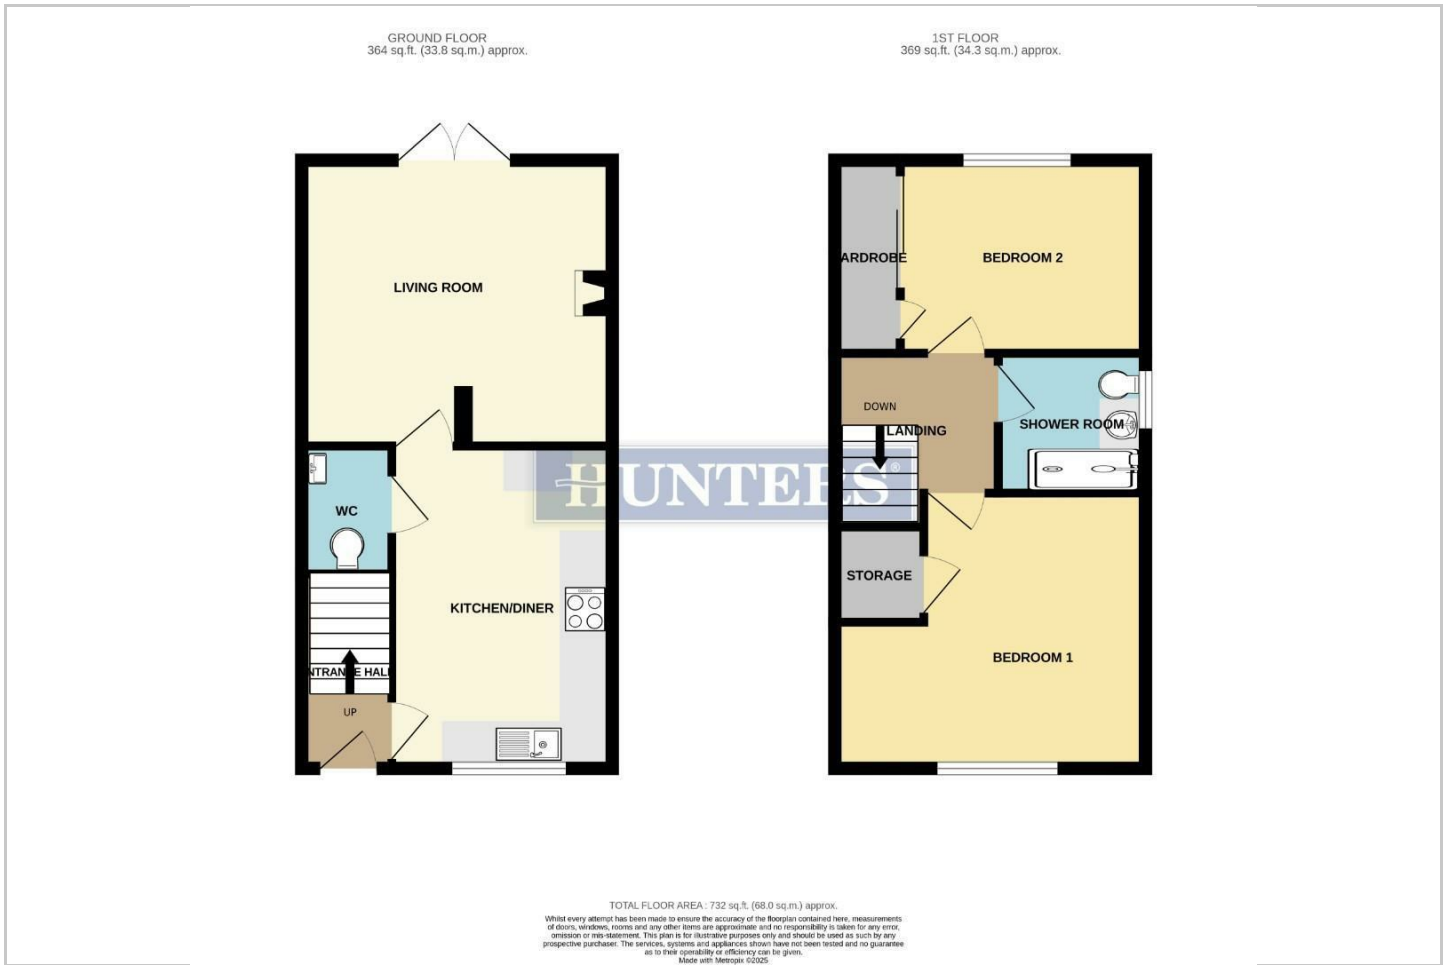 GROUND FLOOR
364 sq.ft. (33.8 sq.m.) approx.
1ST FLOOR
369 sq.ft. (34.3 sq.m.) approx.
LIVING ROOM
WC
KITCHEN/DINER
NTRANCE HALL
UP
ARDROBE
BEDROOM 2
DOWN
LANDING
SHOWER ROOM
STORAGE
BEDROOM 1
HUNTERS®
TOTAL FLOOR AREA : 732 sq.ft. (68.0 sq.m.) approx.
Whilst every attempt has been made to ensure the accuracy of the floorplan contained here, measurements
of doors, windows, rooms and any other items are approximate and no responsibility is taken for any error,
omission or mis-statement. This plan is for illustrative purposes only and should be used as such by any
prospective purchaser. The services, systems and appliances shown have not been tested and no guarantee
as to their operability or efficiency can be given.
Made with Metropix ©2025